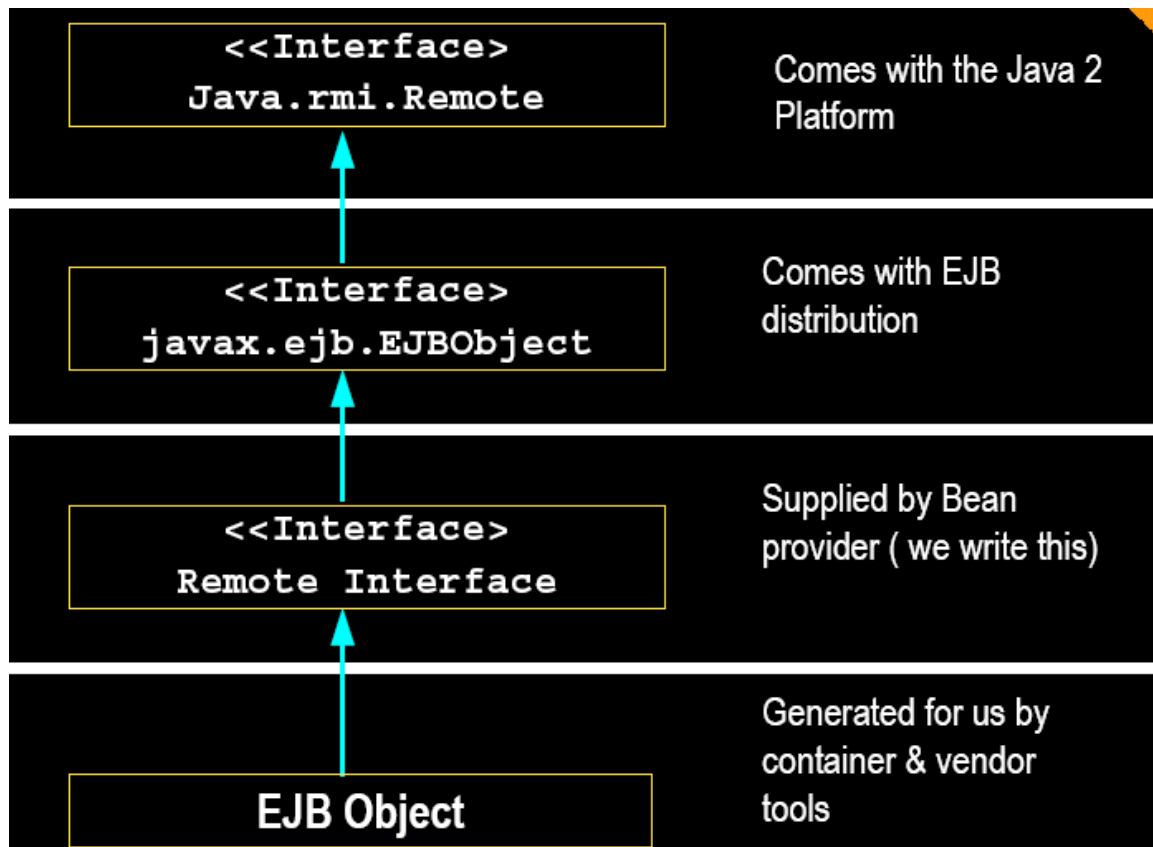 <<Interface>
Java.rmi.Remote
Comes with the Java 2
Platform
<<Interface>
javax.ejb.EJBObject
Comes with EJB
distribution
<<Interface>
Remote Interface
Supplied by Bean
provider ( we write this)
EJB Object
Generated for us by
container & vendor
tools